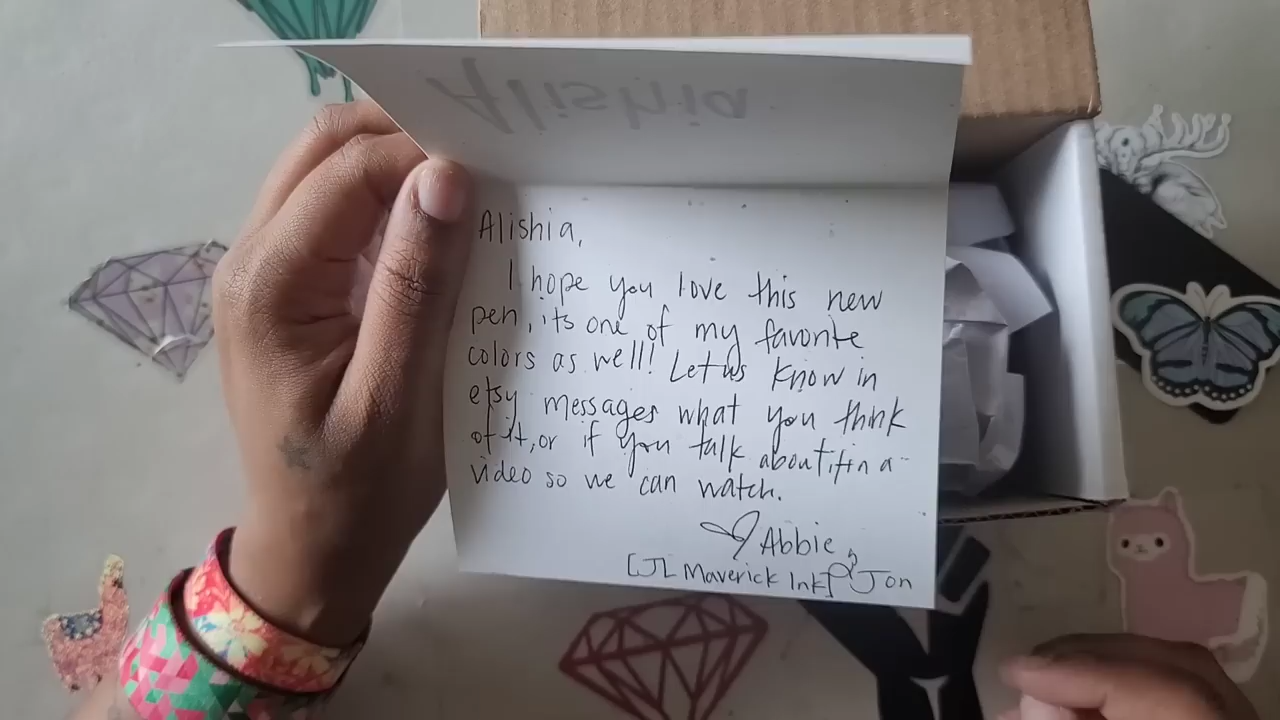 Alishia
Alishia,
I hope you love this new
pen, its one of my favorite
colors as well! Let us know in
etsy messages what you think
of it, or if you talk about it in a
video so we can watch.
♡ Abbie &
[JL Maverick Ink] Jon